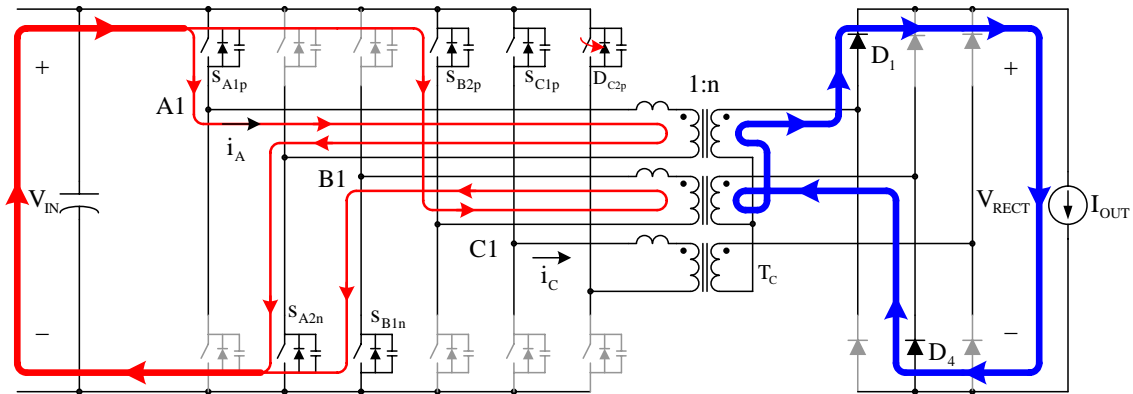 S_A1p S_B2p S_C1p D_C2p
1:n
D_1
+ +
A1
i_A
B1
V_IN
V_RECT
I_OUT
C1
i_C
T_C
− −
S_A2n S_B1n
D_4